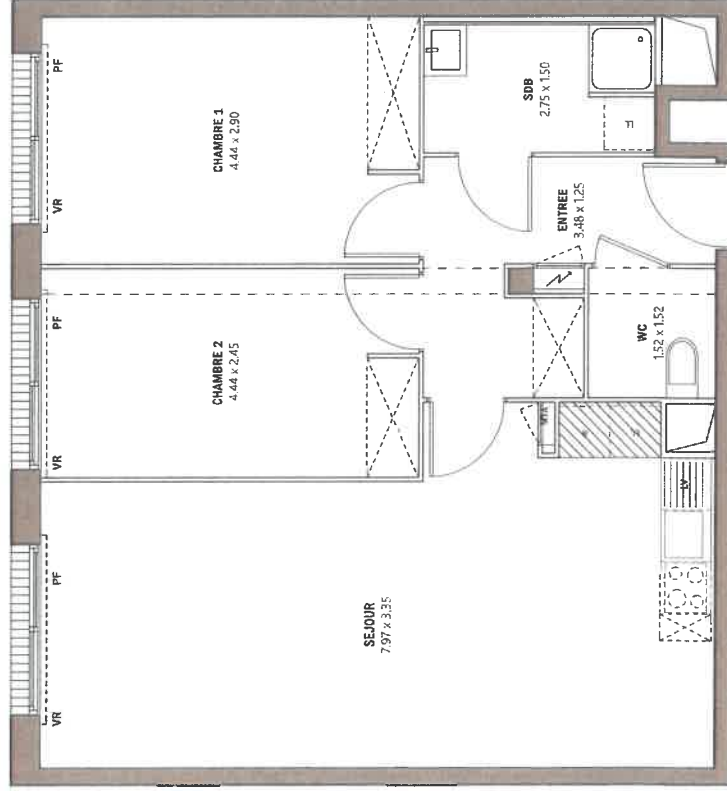 PF
VR
CHAMBRE 1
4.44 x 2.90
SDB
2.75 x 1.50
ENTREE
3.48 x 1.25
PF
VR
CHAMBRE 2
4.44 x 2.45
WC
1.52 x 1.52
PF
VR
SEJOUR
7.97 x 3.35
LV